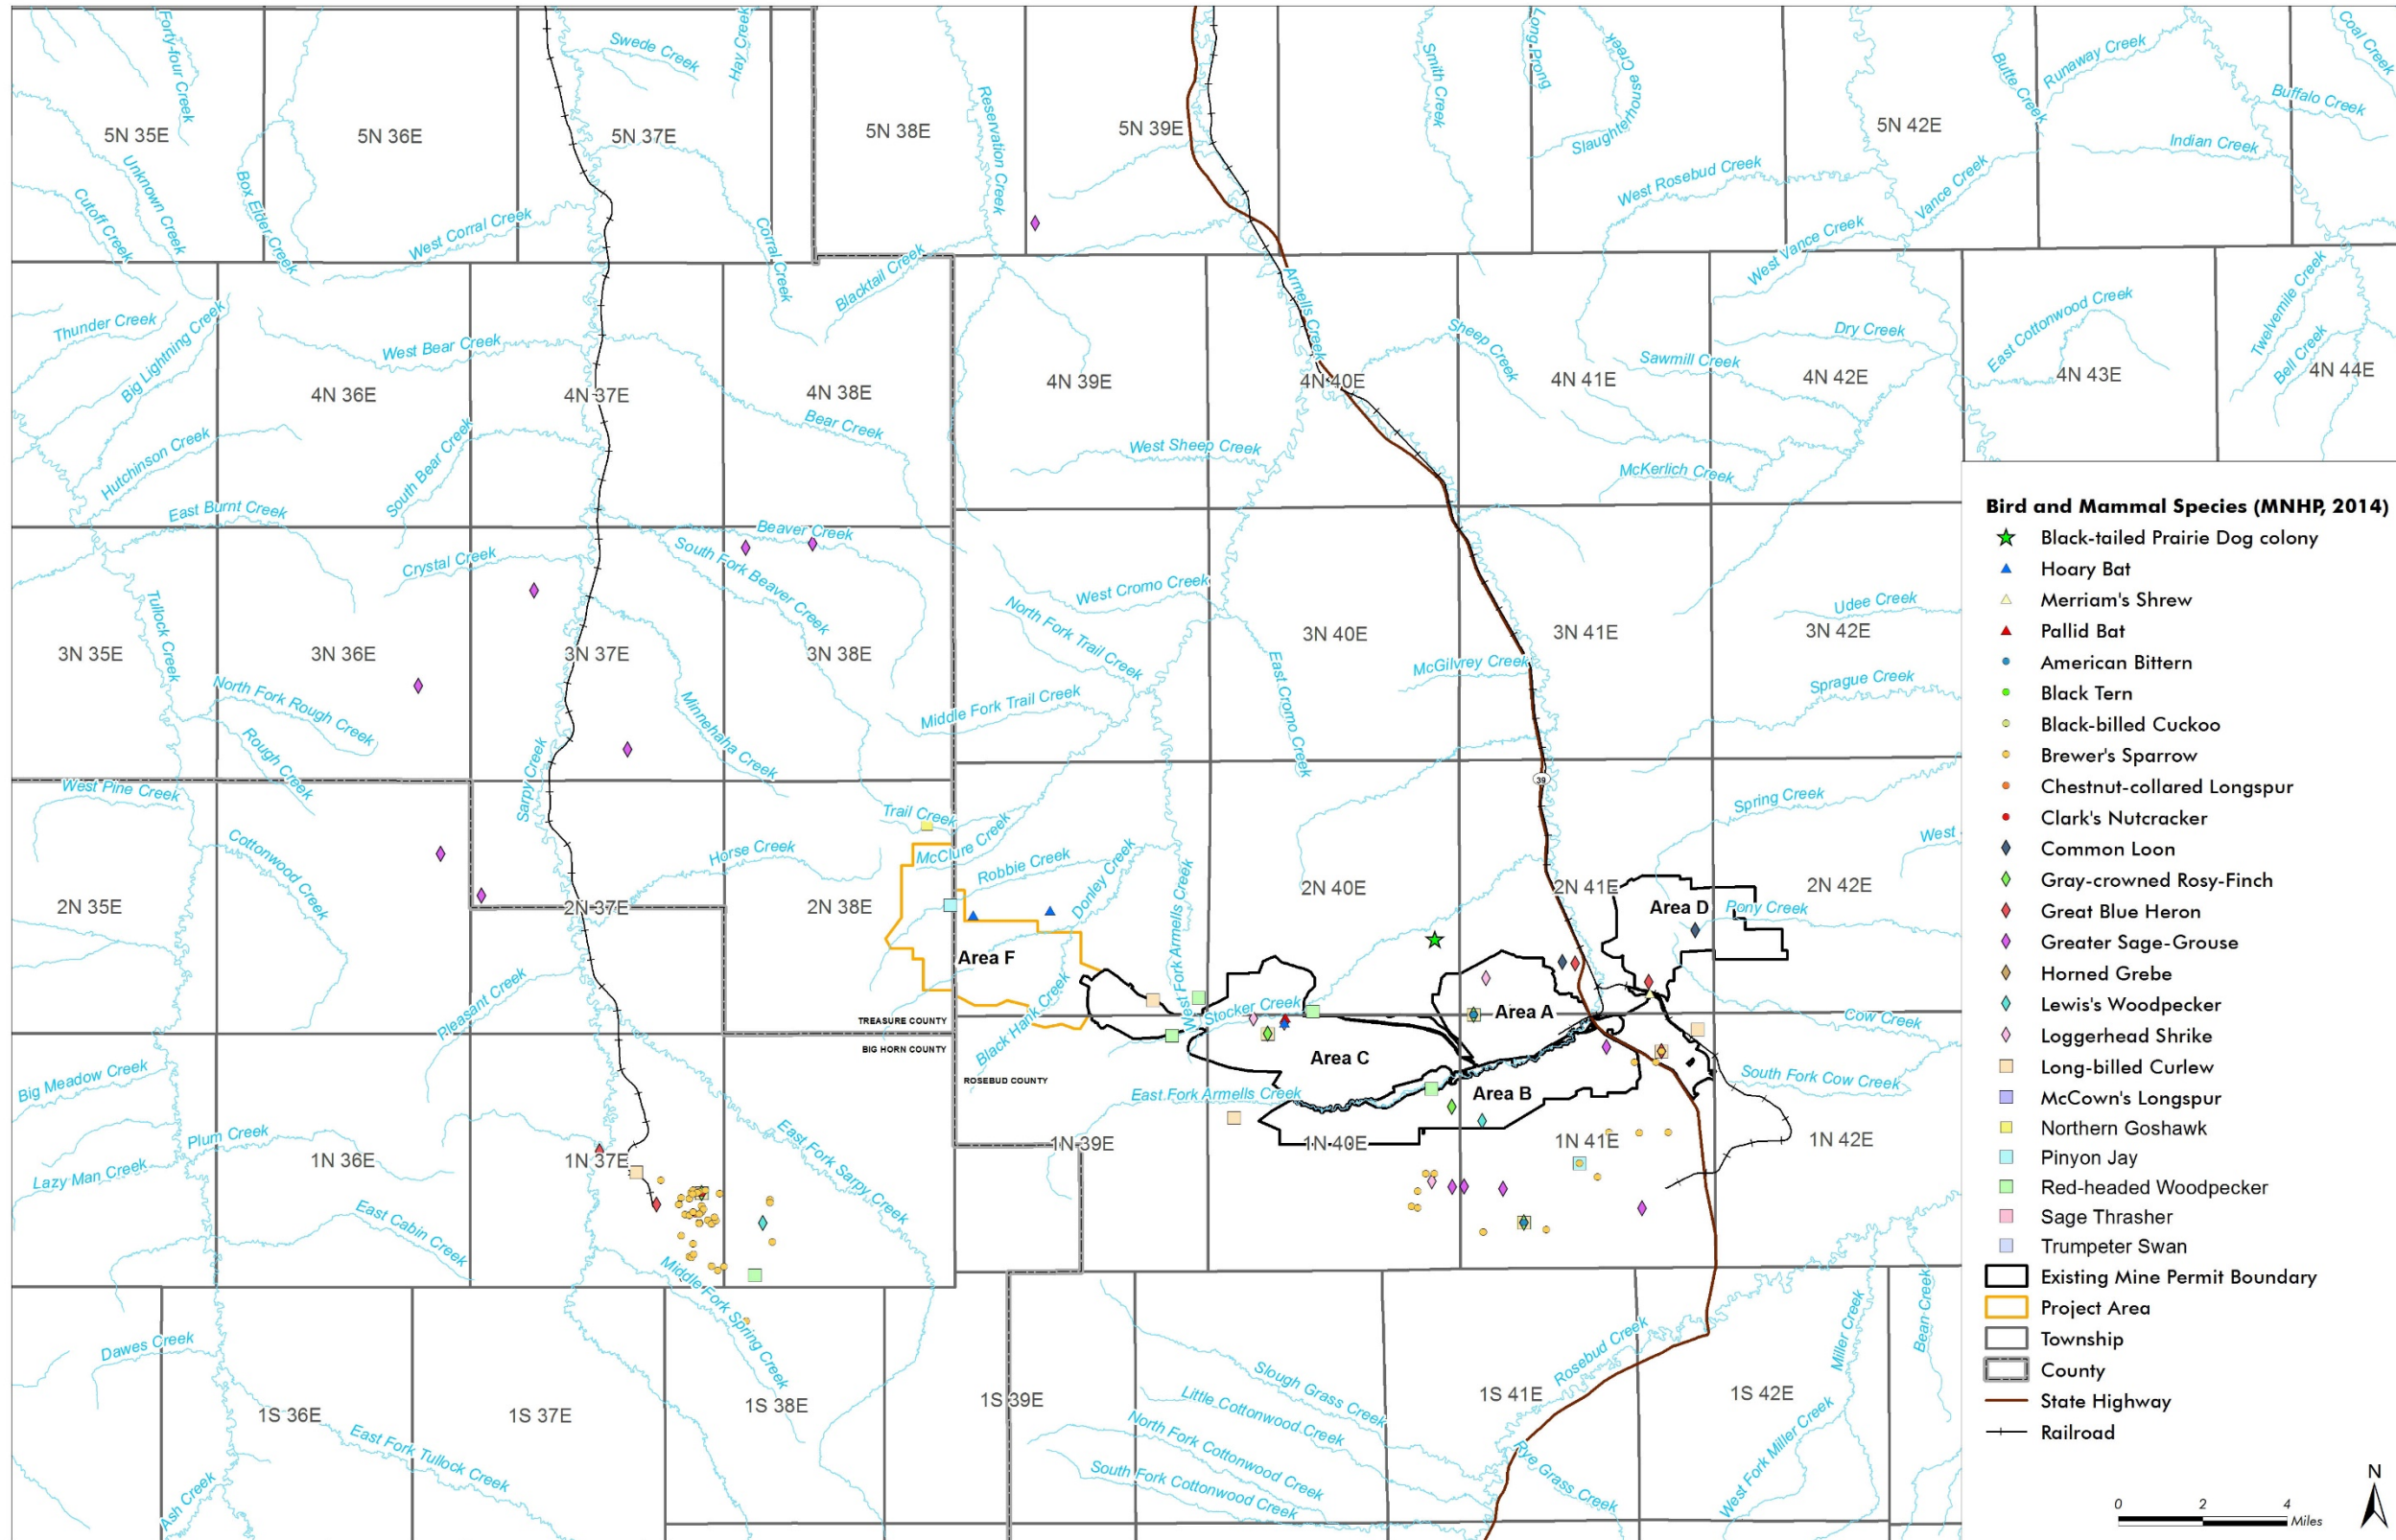 Forty-four Creek
Swede Creek
Hay Creek
Reservation Creek
Smith Creek
Long Prong
Slaughterhouse Creek
Butte Creek
Runaway Creek
Coal Creek
Buffalo Creek
Indian Creek
5N 35E
5N 36E
5N 37E
5N 38E
5N 39E
5N 42E
Unknown Creek
Cutoff Creek
Box Elder Creek
West Corral Creek
Corral Creek
Blacktail Creek
West Rosebud Creek
Vance Creek
West Vance Creek
Armells Creek
Thunder Creek
Big Lightning Creek
West Bear Creek
Sheep Creek
Sawmill Creek
Dry Creek
East Cottonwood Creek
Twelvemile Creek
Bell Creek
4N 36E
4N 37E
4N 38E
4N 39E
4N 40E
4N 41E
4N 42E
4N 43E
4N 44E
Hutchinson Creek
South Bear Creek
Bear Creek
West Sheep Creek
McKerlich Creek
East Burnt Creek
Crystal Creek
Beaver Creek
South Fork Beaver Creek
West Cromo Creek
North Fork Trail Creek
Udee Creek
Tullock Creek
3N 35E
3N 36E
3N 37E
3N 38E
3N 40E
3N 41E
3N 42E
North Fork Rough Creek
Rough Creek
Minnehaha Creek
Middle Fork Trail Creek
East Cromo Creek
McGilvrey Creek
Sprague Creek
Sarpy Creek
39
West Pine Creek
Cottonwood Creek
Trail Creek
McClure Creek
Horse Creek
Robbie Creek
Donley Creek
Spring Creek
West
2N 35E
2N 37E
2N 38E
2N 40E
2N 41E
2N 42E
Area D
Pony Creek
Area F
West Fork Armells Creek
Pleasant Creek
Black Hank Creek
Stocker Creek
Area A
Cow Creek
TREASURE COUNTY
BIG HORN COUNTY
ROSEBUD COUNTY
Area C
Area B
South Fork Cow Creek
Big Meadow Creek
East Fork Armells Creek
Plum Creek
Lazy Man Creek
1N 36E
1N 37E
1N 39E
1N 40E
1N 41E
1N 42E
East Fork Sarpy Creek
East Cabin Creek
Middle Fork Spring Creek
Dawes Creek
Slough Grass Creek
Rosebud Creek
Miller Creek
Bean Creek
1S 36E
1S 37E
1S 38E
1S 39E
1S 41E
1S 42E
Little Cottonwood Creek
North Fork Cottonwood Creek
South Fork Cottonwood Creek
Rye Grass Creek
West Fork Miller Creek
East Fork Tullock Creek
Ash Creek
Bird and Mammal Species (MNHP, 2014)
Black-tailed Prairie Dog colony
Hoary Bat
Merriam's Shrew
Pallid Bat
American Bittern
Black Tern
Black-billed Cuckoo
Brewer's Sparrow
Chestnut-collared Longspur
Clark's Nutcracker
Common Loon
Gray-crowned Rosy-Finch
Great Blue Heron
Greater Sage-Grouse
Horned Grebe
Lewis's Woodpecker
Loggerhead Shrike
Long-billed Curlew
McCown's Longspur
Northern Goshawk
Pinyon Jay
Red-headed Woodpecker
Sage Thrasher
Trumpeter Swan
Existing Mine Permit Boundary
Project Area
Township
County
State Highway
Railroad
N
0 2 4
Miles